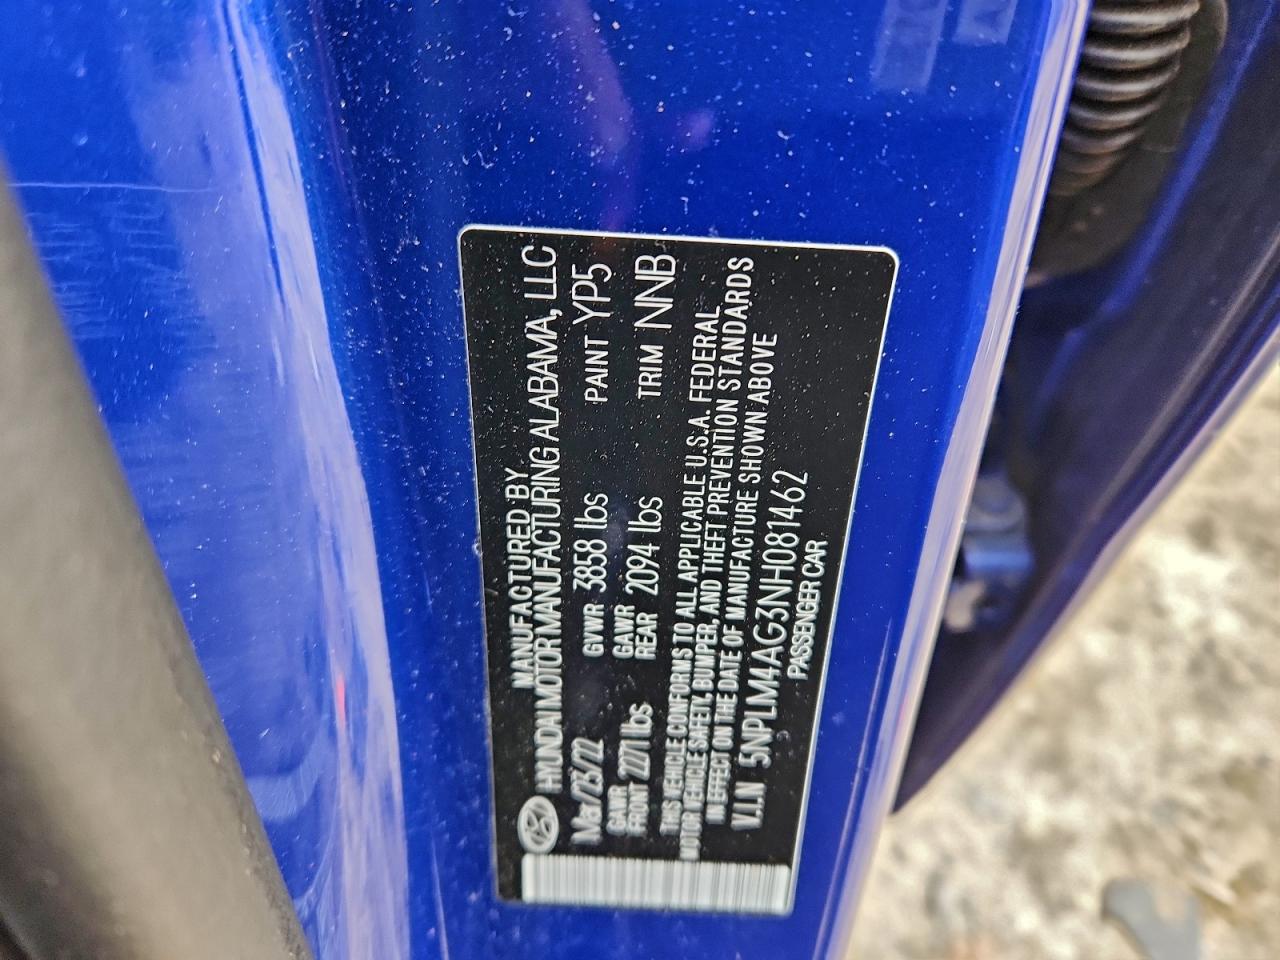 MANUFACTURED BY
HYUNDAI MOTOR MANUFACTURING ALABAMA, LLC
Mar/23/22 GVWR 3858 lbs PAINT YP5
GAWR FRONT 2271 lbs GAWR REAR 2094 lbs TRIM NNB
THIS VEHICLE CONFORMS TO ALL APPLICABLE U.S.A. FEDERAL
MOTOR VEHICLE SAFETY, BUMPER, AND THEFT PREVENTION STANDARDS
IN EFFECT ON THE DATE OF MANUFACTURE SHOWN ABOVE
V.I.N 5NPLM4AG3NH081462
PASSENGER CAR